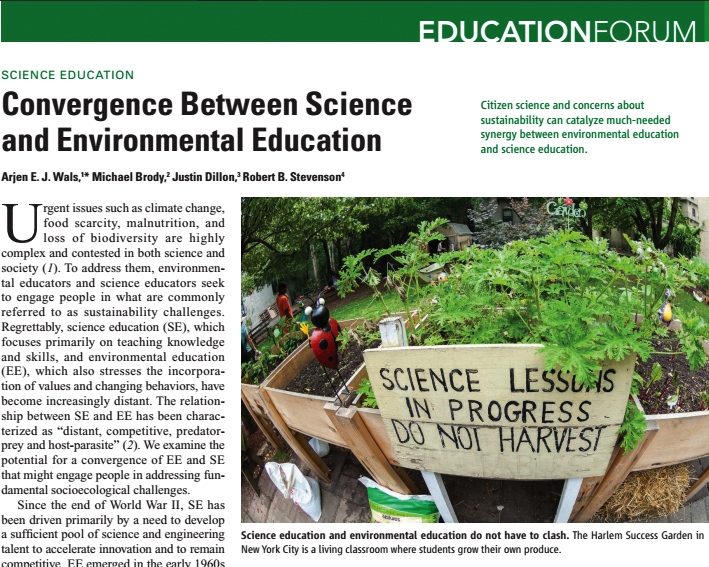 EDUCATIONFORUM
SCIENCE EDUCATION
Convergence Between Science
and Environmental Education
Citizen science and concerns about
sustainability can catalyze much-needed
synergy between environmental education
and science education.
Arjen E. J. Wals,¹* Michael Brody,² Justin Dillon,³ Robert B. Stevenson⁴
Urgent issues such as climate change,
food scarcity, malnutrition, and
loss of biodiversity are highly
complex and contested in both science and
society (1). To address them, environmen-
tal educators and science educators seek
to engage people in what are commonly
referred to as sustainability challenges.
Regrettably, science education (SE), which
focuses primarily on teaching knowledge
and skills, and environmental education
(EE), which also stresses the incorpora-
tion of values and changing behaviors, have
become increasingly distant. The relation-
ship between SE and EE has been charac-
terized as “distant, competitive, predator-
prey and host-parasite” (2). We examine the
potential for a convergence of EE and SE
that might engage people in addressing fun-
damental socioecological challenges.
Since the end of World War II, SE has
been driven primarily by a need to develop
a sufficient pool of science and engineering
talent to accelerate innovation and to remain
competitive. EE emerged in the early 1960s
Garden
SCIENCE LESSONS
IN PROGRESS
DO NOT HARVEST
Science education and environmental education do not have to clash. The Harlem Success Garden in
New York City is a living classroom where students grow their own produce.